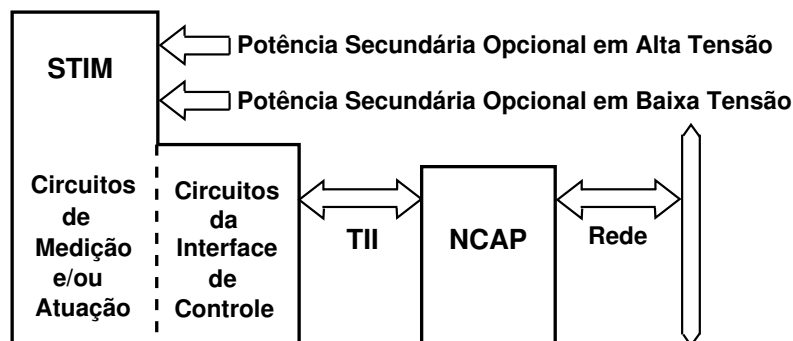 Potência Secundária Opcional em Alta Tensão
STIM
Potência Secundária Opcional em Baixa Tensão
Circuitos
de
Medição
e/ou
Atuação
Circuitos
da
Interface
de
Controle
TII
NCAP
Rede